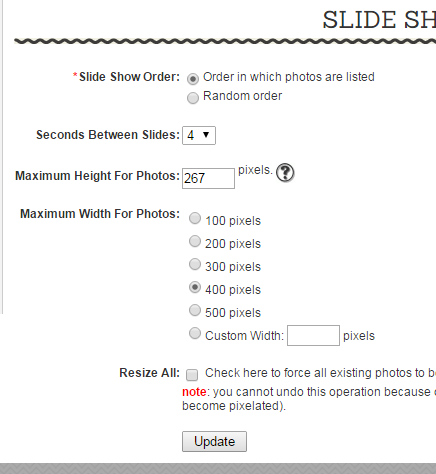 SLIDE SH
*Slide Show Order: Order in which photos are listed
Random order
Seconds Between Slides: 4
Maximum Height For Photos: 267 pixels. ?
Maximum Width For Photos:
100 pixels
200 pixels
300 pixels
400 pixels
500 pixels
Custom Width: pixels
Resize All: Check here to force all existing photos to b
note: you cannot undo this operation because
become pixelated).
Update